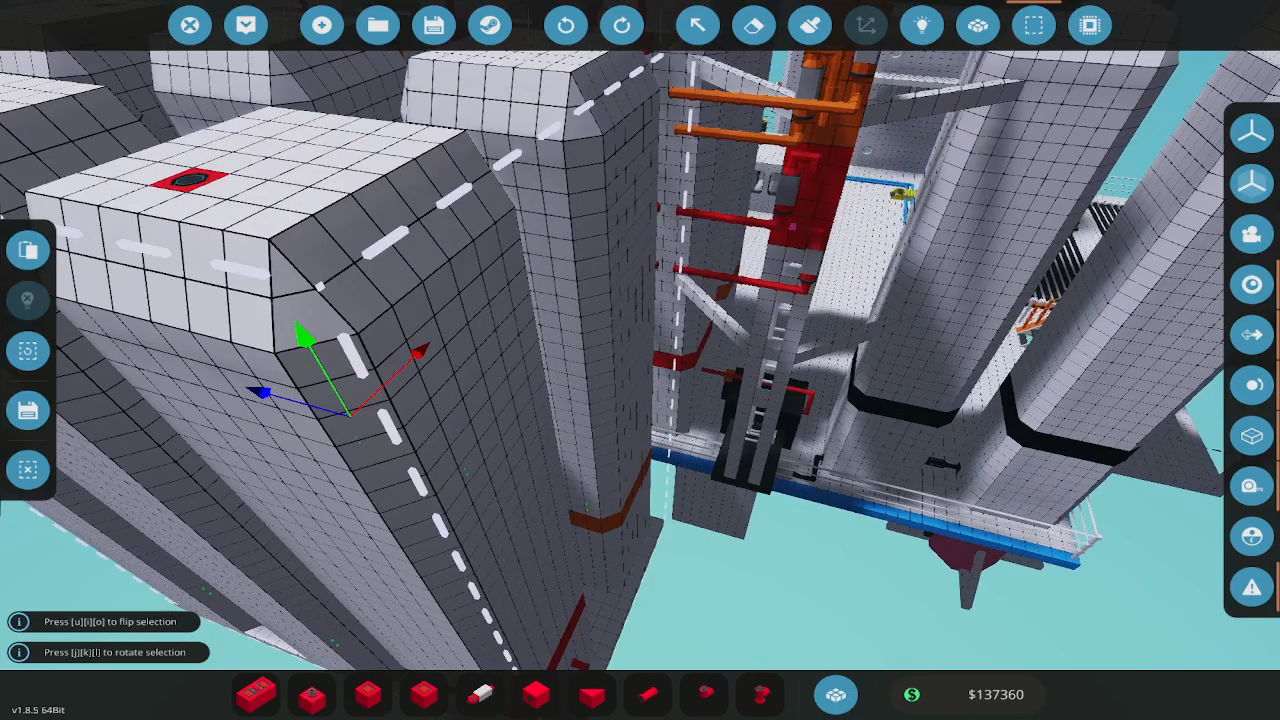 Press [u][i][o] to flip selection
Press [j][k][l] to rotate selection
v1.8.5 64Bit
$137360